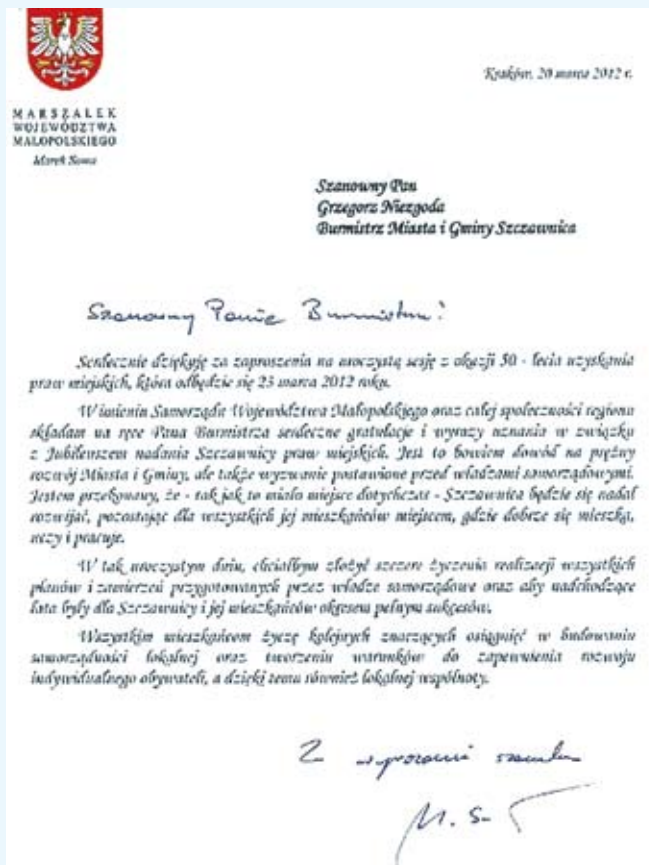 Kraków, 20 marca 2012 r.
MARSZAŁEK
WOJEWÓDZTWA
MAŁOPOLSKIEGO
Marek Sowa
Szanowny Pan
Grzegorz Niezgoda
Burmistrz Miasta i Gminy Szczawnica
Szanowny Panie Burmistrzu!
Serdecznie dziękuję za zaproszenia na uroczystą sesję z okazji 50 - lecia uzyskania
praw miejskich, która odbędzie się 23 marca 2012 roku.
W imieniu Samorządu Województwa Małopolskiego oraz całej społeczności regionu
składam na ręce Pana Burmistrza serdeczne gratulacje i wyrazy uznania w związku
z Jubileuszem nadania Szczawnicy praw miejskich. Jest to bowiem dowód na prężny
rozwój Miasta i Gminy, ale także wyzwanie postawione przed władzami samorządowymi.
Jestem przekonany, że - tak jak to miało miejsce dotychczas - Szczawnica będzie się nadal
rozwijać, pozostając dla wszystkich jej mieszkańców miejscem, gdzie dobrze się mieszka,
uczy i pracuje.
W tak uroczystym dniu, chciałbym złożyć szczere życzenia realizacji wszystkich
planów i zamierzeń przygotowanych przez władze samorządowe oraz aby nadchodzące
lata były dla Szczawnicy i jej mieszkańców okresem pełnym sukcesów.
Wszystkim mieszkańcom życzę kolejnych znaczących osiągnięć w budowaniu
samorządności lokalnej oraz tworzeniu warunków do zapewnienia rozwoju
indywidualnego obywateli, a dzięki temu również lokalnej wspólnoty.
Z wyrazami szacunku
M. S